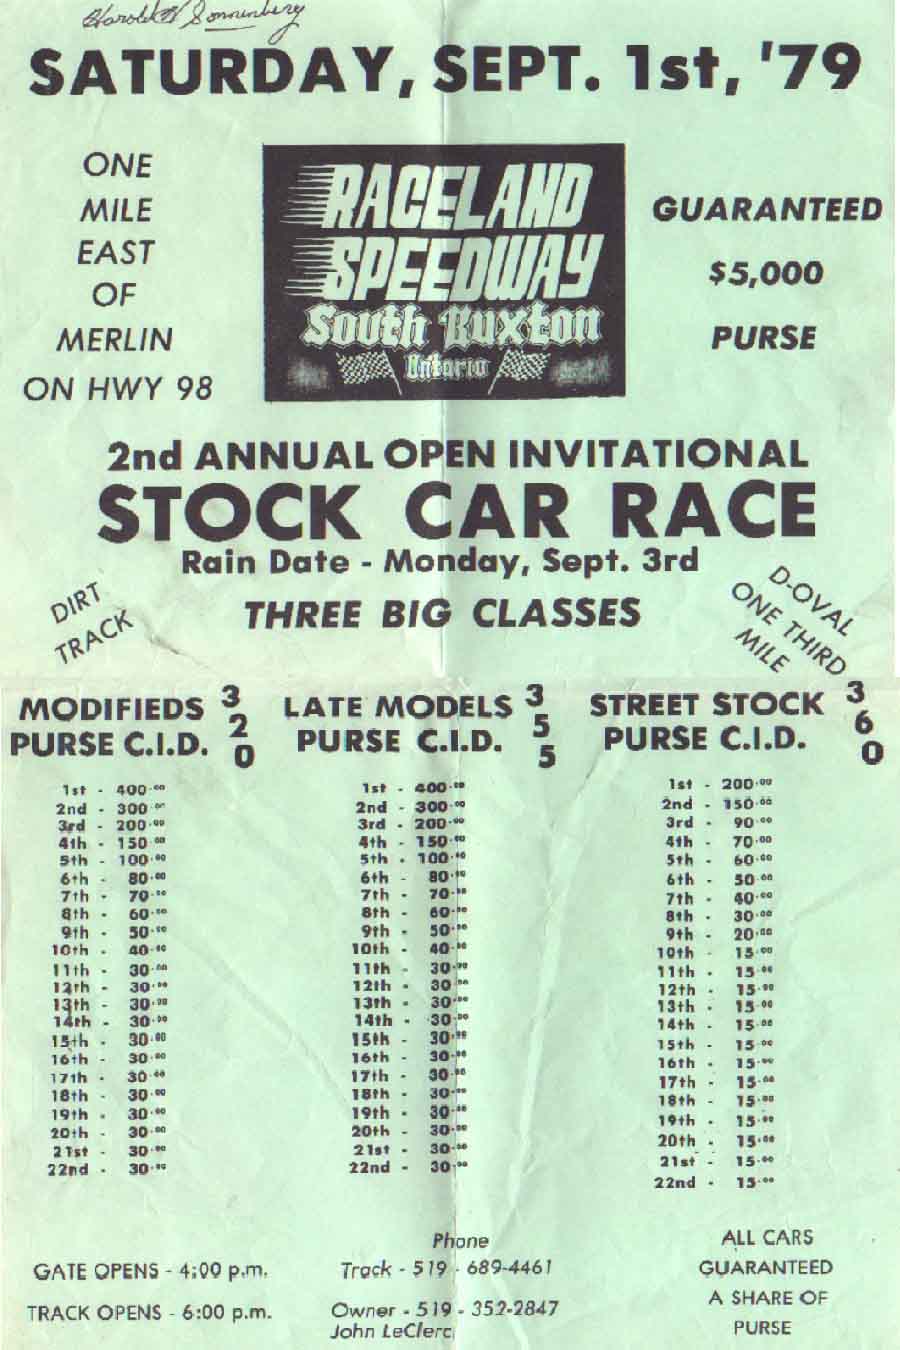 Harold W Sonnenberg
SATURDAY, SEPT. 1st, '79
ONE
MILE
EAST
OF
MERLIN
ON HWY 98
RACELAND
SPEEDWAY
South Buxton
Ontario
GUARANTEED
$5,000
PURSE
2nd ANNUAL OPEN INVITATIONAL
STOCK CAR RACE
Rain Date - Monday, Sept. 3rd
DIRT
TRACK
THREE BIG CLASSES
D-OVAL
ONE THIRD
MILE
MODIFIEDS 320
PURSE C.I.D.
1st - 400.00
2nd - 300.00
3rd - 200.00
4th - 150.00
5th - 100.00
6th - 80.00
7th - 70.00
8th - 60.00
9th - 50.00
10th - 40.00
11th - 30.00
12th - 30.00
13th - 30.00
14th - 30.00
15th - 30.00
16th - 30.00
17th - 30.00
18th - 30.00
19th - 30.00
20th - 30.00
21st - 30.00
22nd - 30.00
LATE MODELS 355
PURSE C.I.D.
1st - 400.00
2nd - 300.00
3rd - 200.00
4th - 150.00
5th - 100.00
6th - 80.00
7th - 70.00
8th - 60.00
9th - 50.00
10th - 40.00
11th - 30.00
12th - 30.00
13th - 30.00
14th - 30.00
15th - 30.00
16th - 30.00
17th - 30.00
18th - 30.00
19th - 30.00
20th - 30.00
21st - 30.00
22nd - 30.00
STREET STOCK 360
PURSE C.I.D.
1st - 200.00
2nd - 150.00
3rd - 90.00
4th - 70.00
5th - 60.00
6th - 50.00
7th - 40.00
8th - 30.00
9th - 20.00
10th - 15.00
11th - 15.00
12th - 15.00
13th - 15.00
14th - 15.00
15th - 15.00
16th - 15.00
17th - 15.00
18th - 15.00
19th - 15.00
20th - 15.00
21st - 15.00
22nd - 15.00
GATE OPENS - 4:00 p.m.
TRACK OPENS - 6:00 p.m.
Phone
Track - 519 - 689-4461
Owner - 519 - 352-2847
John LeClerc
ALL CARS
GUARANTEED
A SHARE OF
PURSE